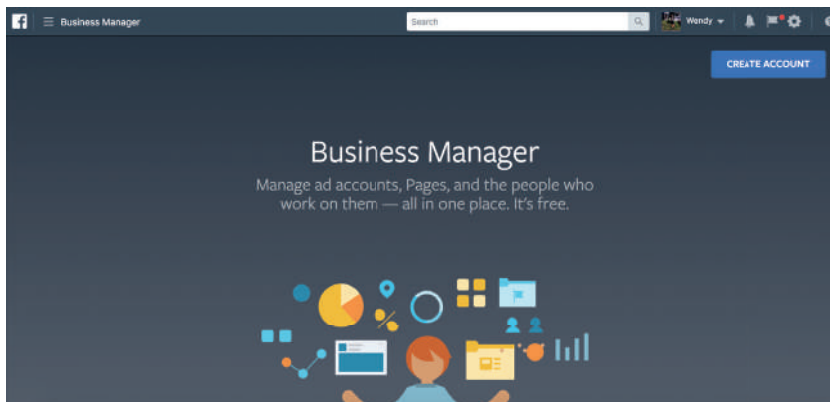 Business Manager
Search
Wendy
CREATE ACCOUNT
Business Manager
Manage ad accounts, Pages, and the people who
work on them — all in one place. It's free.